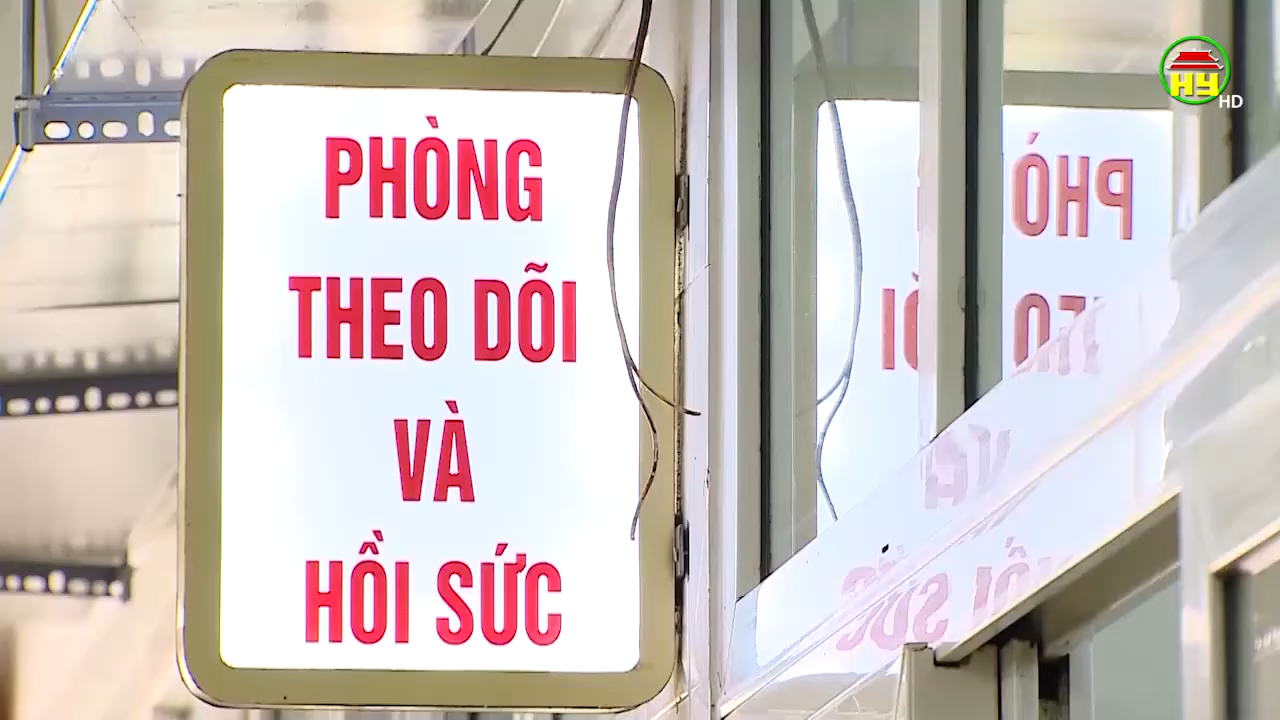 PHÒNG
THEO DÕI
VÀ
HỒI SỨC
HY
HD